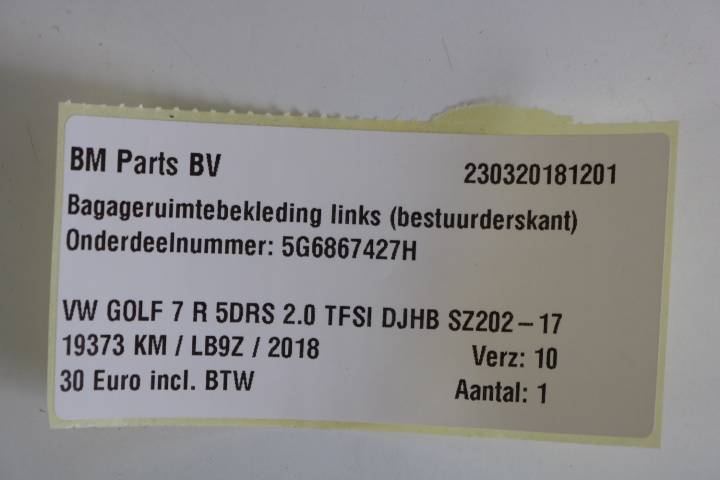 BM Parts BV 230320181201
Bagageruimtebekleding links (bestuurderskant)
Onderdeelnummer: 5G6867427H
VW GOLF 7 R 5DRS 2.0 TFSI DJHB SZ202-17
19373 KM / LB9Z / 2018 Verz: 10
30 Euro incl. BTW Aantal: 1